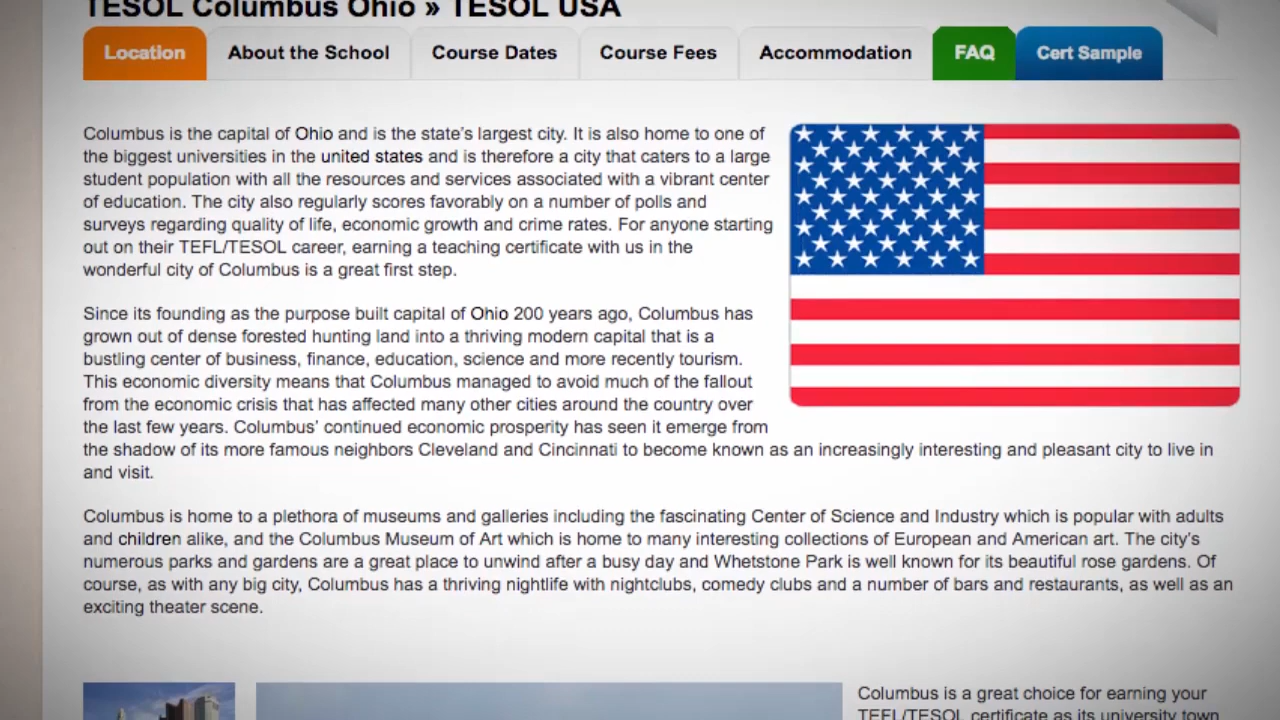 TESOL Columbus Ohio » TESOL USA
Location About the School Course Dates Course Fees Accommodation FAQ Cert Sample
Columbus is the capital of Ohio and is the state's largest city. It is also home to one of
the biggest universities in the united states and is therefore a city that caters to a large
student population with all the resources and services associated with a vibrant center
of education. The city also regularly scores favorably on a number of polls and
surveys regarding quality of life, economic growth and crime rates. For anyone starting
out on their TEFL/TESOL career, earning a teaching certificate with us in the
wonderful city of Columbus is a great first step.
Since its founding as the purpose built capital of Ohio 200 years ago, Columbus has
grown out of dense forested hunting land into a thriving modern capital that is a
bustling center of business, finance, education, science and more recently tourism.
This economic diversity means that Columbus managed to avoid much of the fallout
from the economic crisis that has affected many other cities around the country over
the last few years. Columbus' continued economic prosperity has seen it emerge from
the shadow of its more famous neighbors Cleveland and Cincinnati to become known as an increasingly interesting and pleasant city to live in
and visit.
Columbus is home to a plethora of museums and galleries including the fascinating Center of Science and Industry which is popular with adults
and children alike, and the Columbus Museum of Art which is home to many interesting collections of European and American art. The city's
numerous parks and gardens are a great place to unwind after a busy day and Whetstone Park is well known for its beautiful rose gardens. Of
course, as with any big city, Columbus has a thriving nightlife with nightclubs, comedy clubs and a number of bars and restaurants, as well as an
exciting theater scene.
Columbus is a great choice for earning your
TEFL/TESOL certificate as its university town